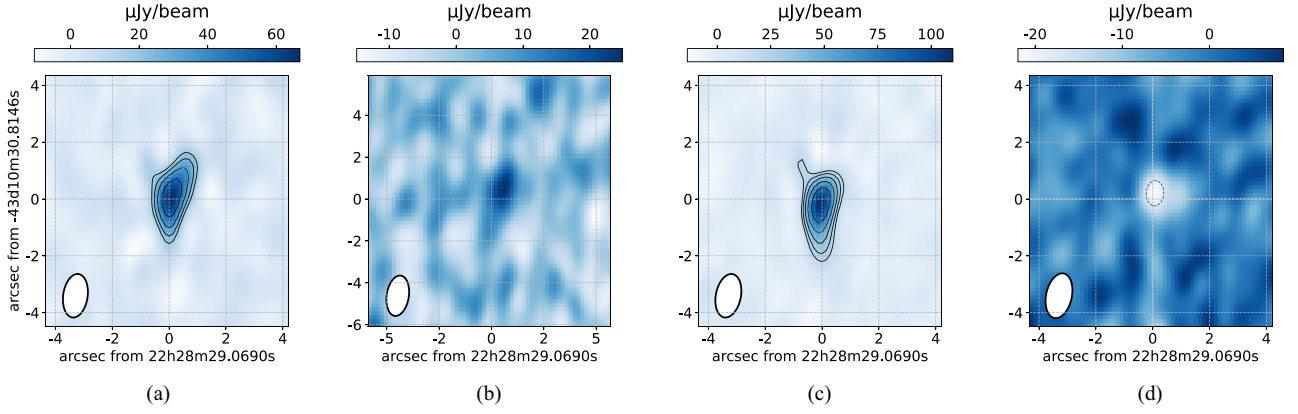 μJy/beam μJy/beam μJy/beam μJy/beam
0 20 40 60 -15 0 10 20 0 25 50 75 100 -20 -10 0
arcsec from -43d10m30.8146s
4 6 4 4
4
2 2 2
2
0 0 0 0
-2 -2 -2
-2
-4
-4 -6 -4 -4
-4 -2 0 2 4 -5 -2 0 2 5 -4 -2 0 2 4 -4 -2 0 2 4
arcsec from 22h28m29.0690s arcsec from 22h28m29.0690s arcsec from 22h28m29.0690s arcsec from 22h28m29.0690s
(a) (b) (c) (d)